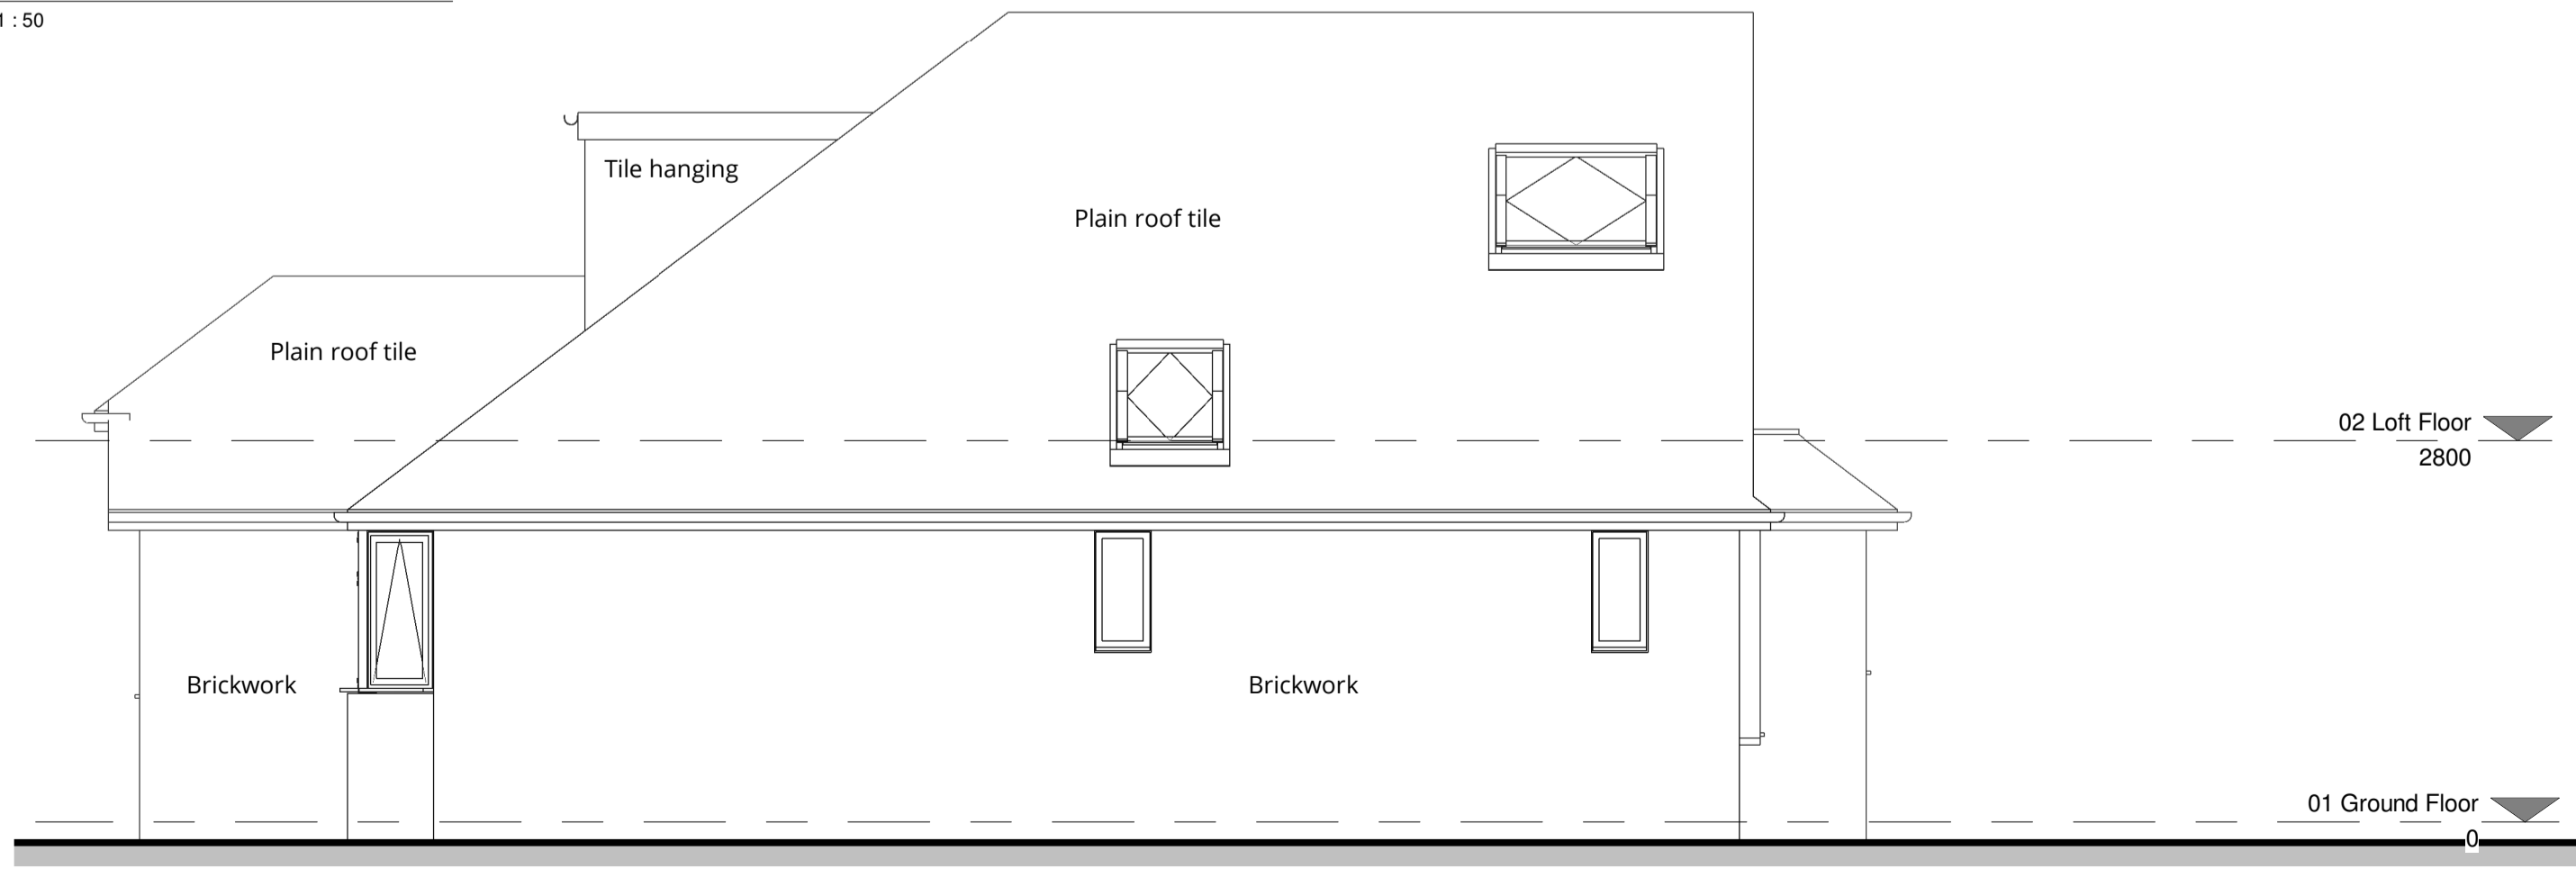 1 : 50
Tile hanging
Plain roof tile
Plain roof tile
02 Loft Floor
2800
Brickwork
Brickwork
01 Ground Floor
0